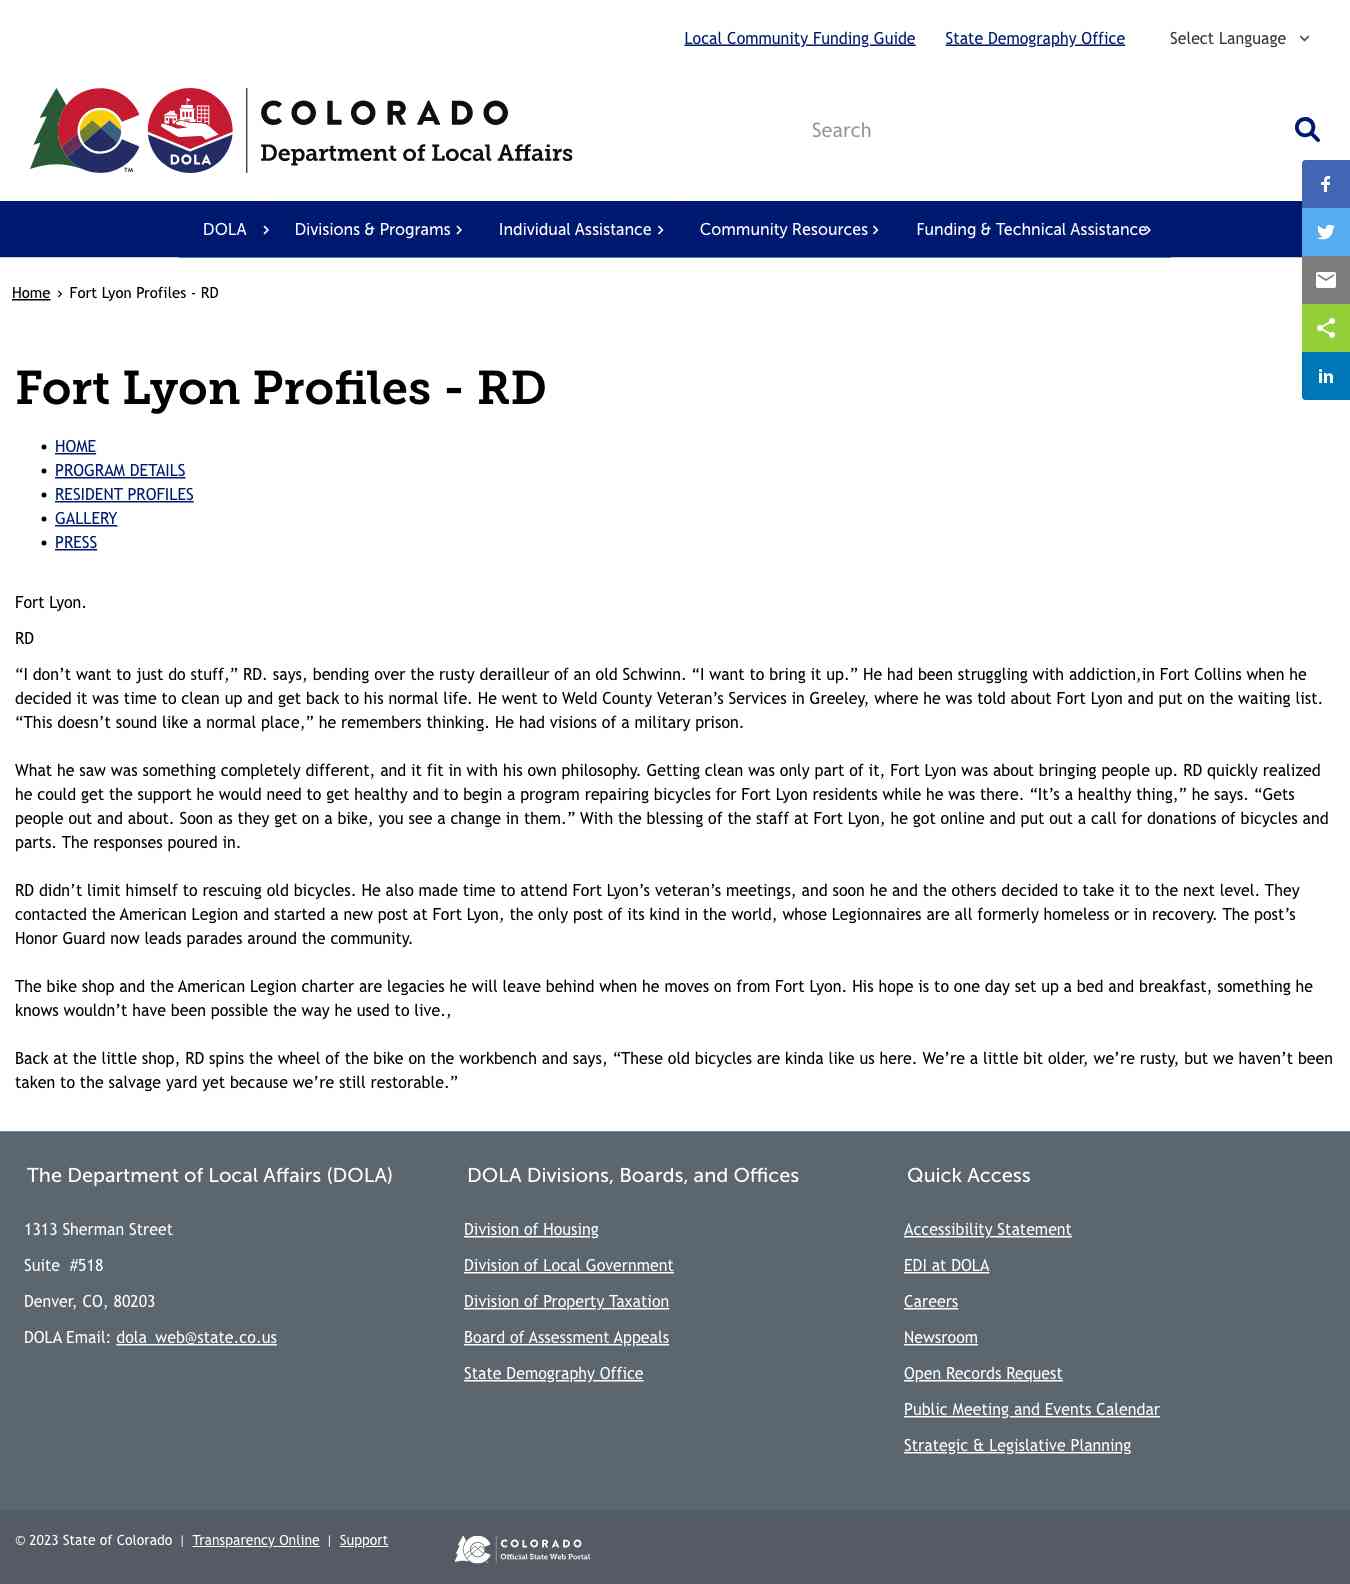 Local Community Funding Guide State Demography Office Select Language
COLORADO
Department of Local Affairs
DOLA
TM
Search
DOLA Divisions & Programs Individual Assistance Community Resources Funding & Technical Assistance
Home › Fort Lyon Profiles - RD
Fort Lyon Profiles - RD
• HOME
• PROGRAM DETAILS
• RESIDENT PROFILES
• GALLERY
• PRESS
Fort Lyon.
RD
“I don’t want to just do stuff,” RD. says, bending over the rusty derailleur of an old Schwinn. “I want to bring it up.” He had been struggling with addiction,in Fort Collins when he
decided it was time to clean up and get back to his normal life. He went to Weld County Veteran’s Services in Greeley, where he was told about Fort Lyon and put on the waiting list.
“This doesn’t sound like a normal place,” he remembers thinking. He had visions of a military prison.
What he saw was something completely different, and it fit in with his own philosophy. Getting clean was only part of it, Fort Lyon was about bringing people up. RD quickly realized
he could get the support he would need to get healthy and to begin a program repairing bicycles for Fort Lyon residents while he was there. “It’s a healthy thing,” he says. “Gets
people out and about. Soon as they get on a bike, you see a change in them.” With the blessing of the staff at Fort Lyon, he got online and put out a call for donations of bicycles and
parts. The responses poured in.
RD didn’t limit himself to rescuing old bicycles. He also made time to attend Fort Lyon’s veteran’s meetings, and soon he and the others decided to take it to the next level. They
contacted the American Legion and started a new post at Fort Lyon, the only post of its kind in the world, whose Legionnaires are all formerly homeless or in recovery. The post’s
Honor Guard now leads parades around the community.
The bike shop and the American Legion charter are legacies he will leave behind when he moves on from Fort Lyon. His hope is to one day set up a bed and breakfast, something he
knows wouldn’t have been possible the way he used to live.,
Back at the little shop, RD spins the wheel of the bike on the workbench and says, “These old bicycles are kinda like us here. We’re a little bit older, we’re rusty, but we haven’t been
taken to the salvage yard yet because we’re still restorable.”
The Department of Local Affairs (DOLA)
1313 Sherman Street
Suite #518
Denver, CO, 80203
DOLA Email: dola_web@state.co.us
DOLA Divisions, Boards, and Offices
Division of Housing
Division of Local Government
Division of Property Taxation
Board of Assessment Appeals
State Demography Office
Quick Access
Accessibility Statement
EDI at DOLA
Careers
Newsroom
Open Records Request
Public Meeting and Events Calendar
Strategic & Legislative Planning
© 2023 State of Colorado | Transparency Online | Support
COLORADO
Official State Web Portal